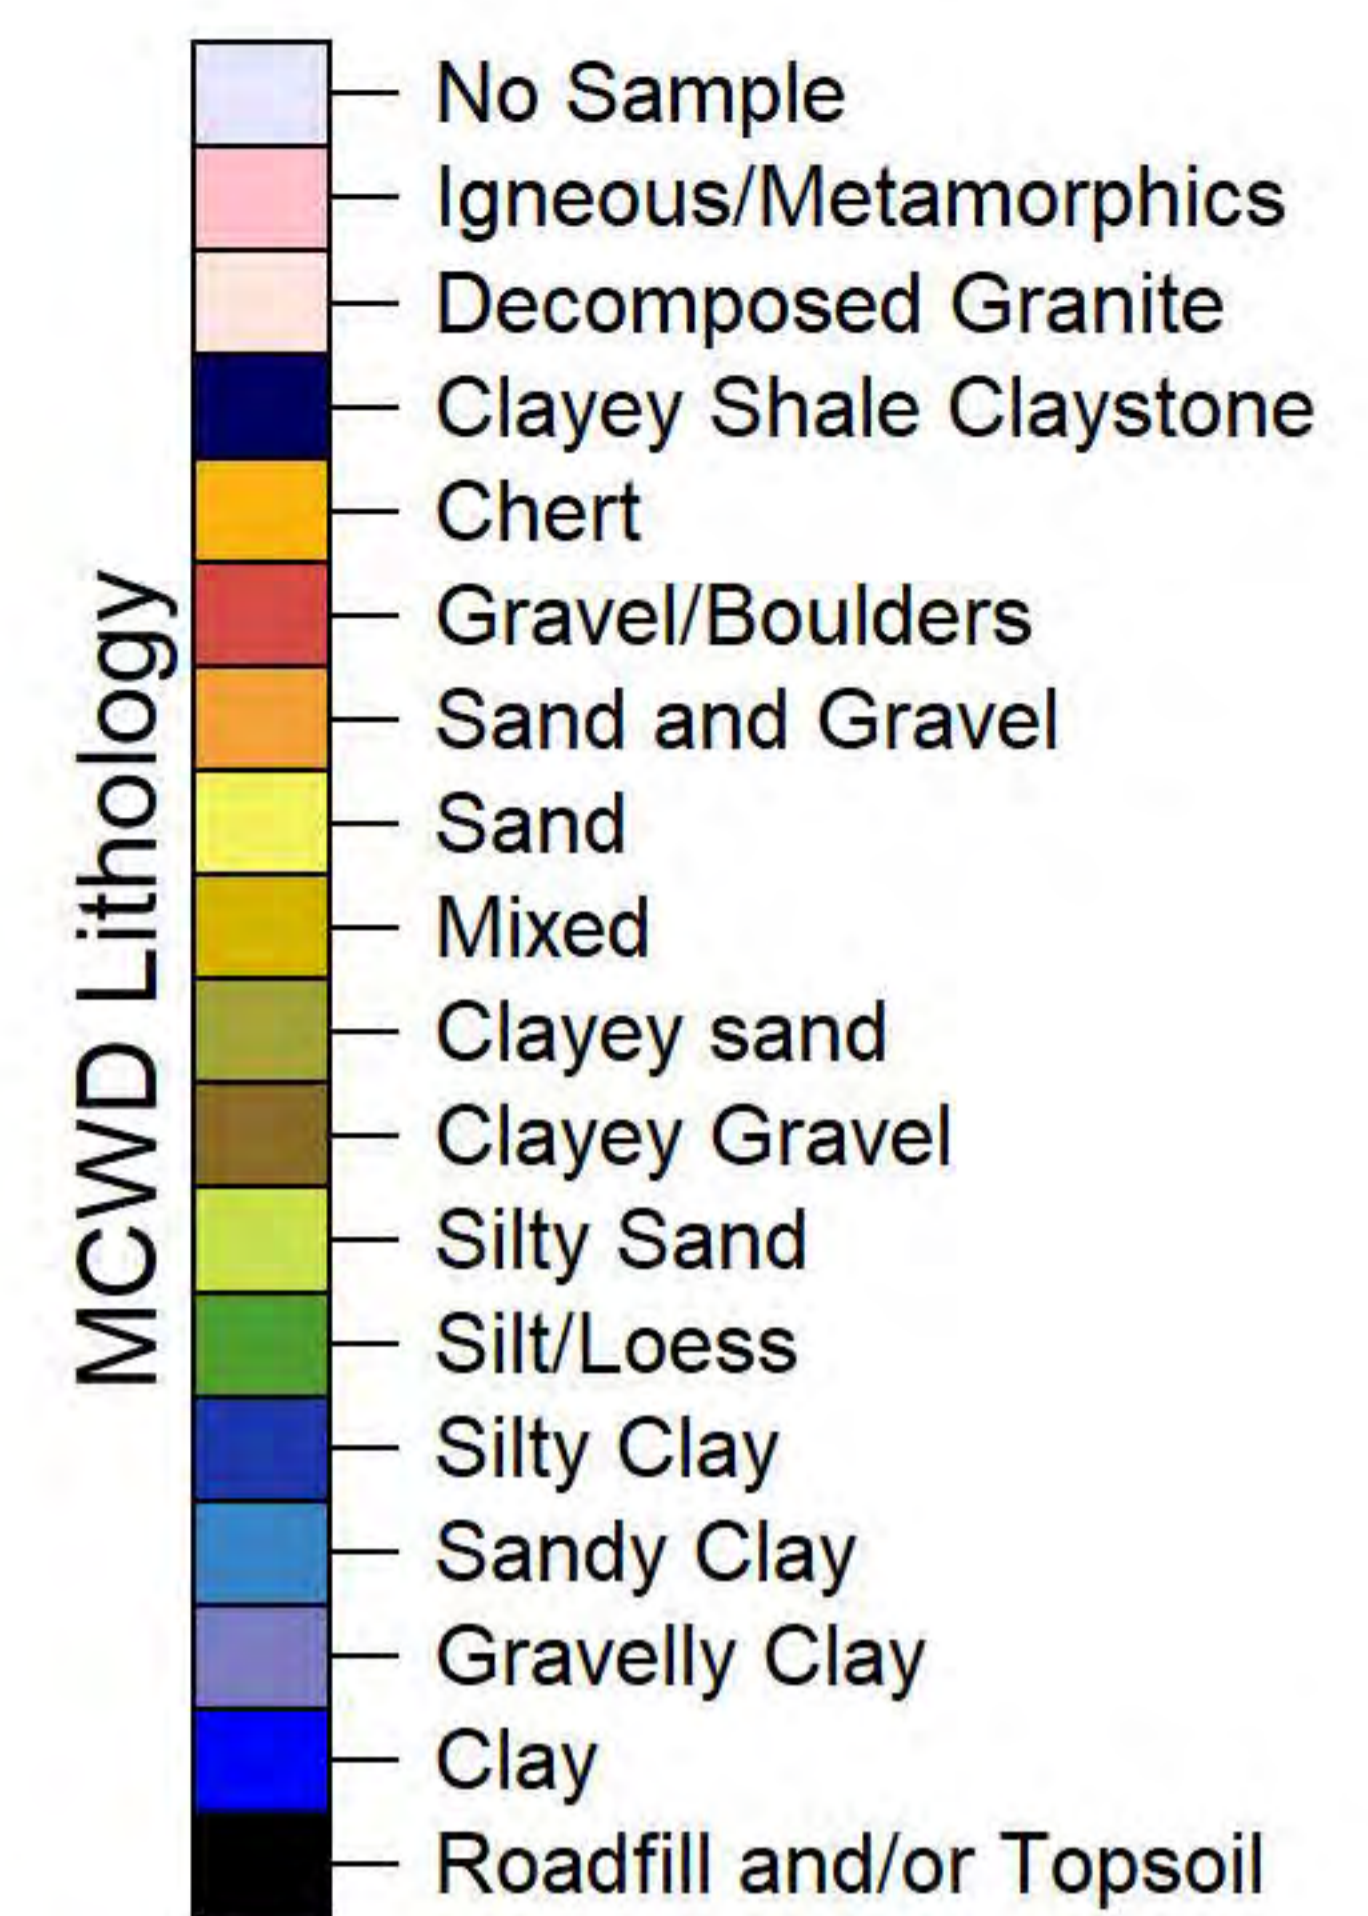 MCWD Lithology
No Sample
Igneous/Metamorphics
Decomposed Granite
Clayey Shale Claystone
Chert
Gravel/Boulders
Sand and Gravel
Sand
Mixed
Clayey sand
Clayey Gravel
Silty Sand
Silt/Loess
Silty Clay
Sandy Clay
Gravelly Clay
Clay
Roadfill and/or Topsoil